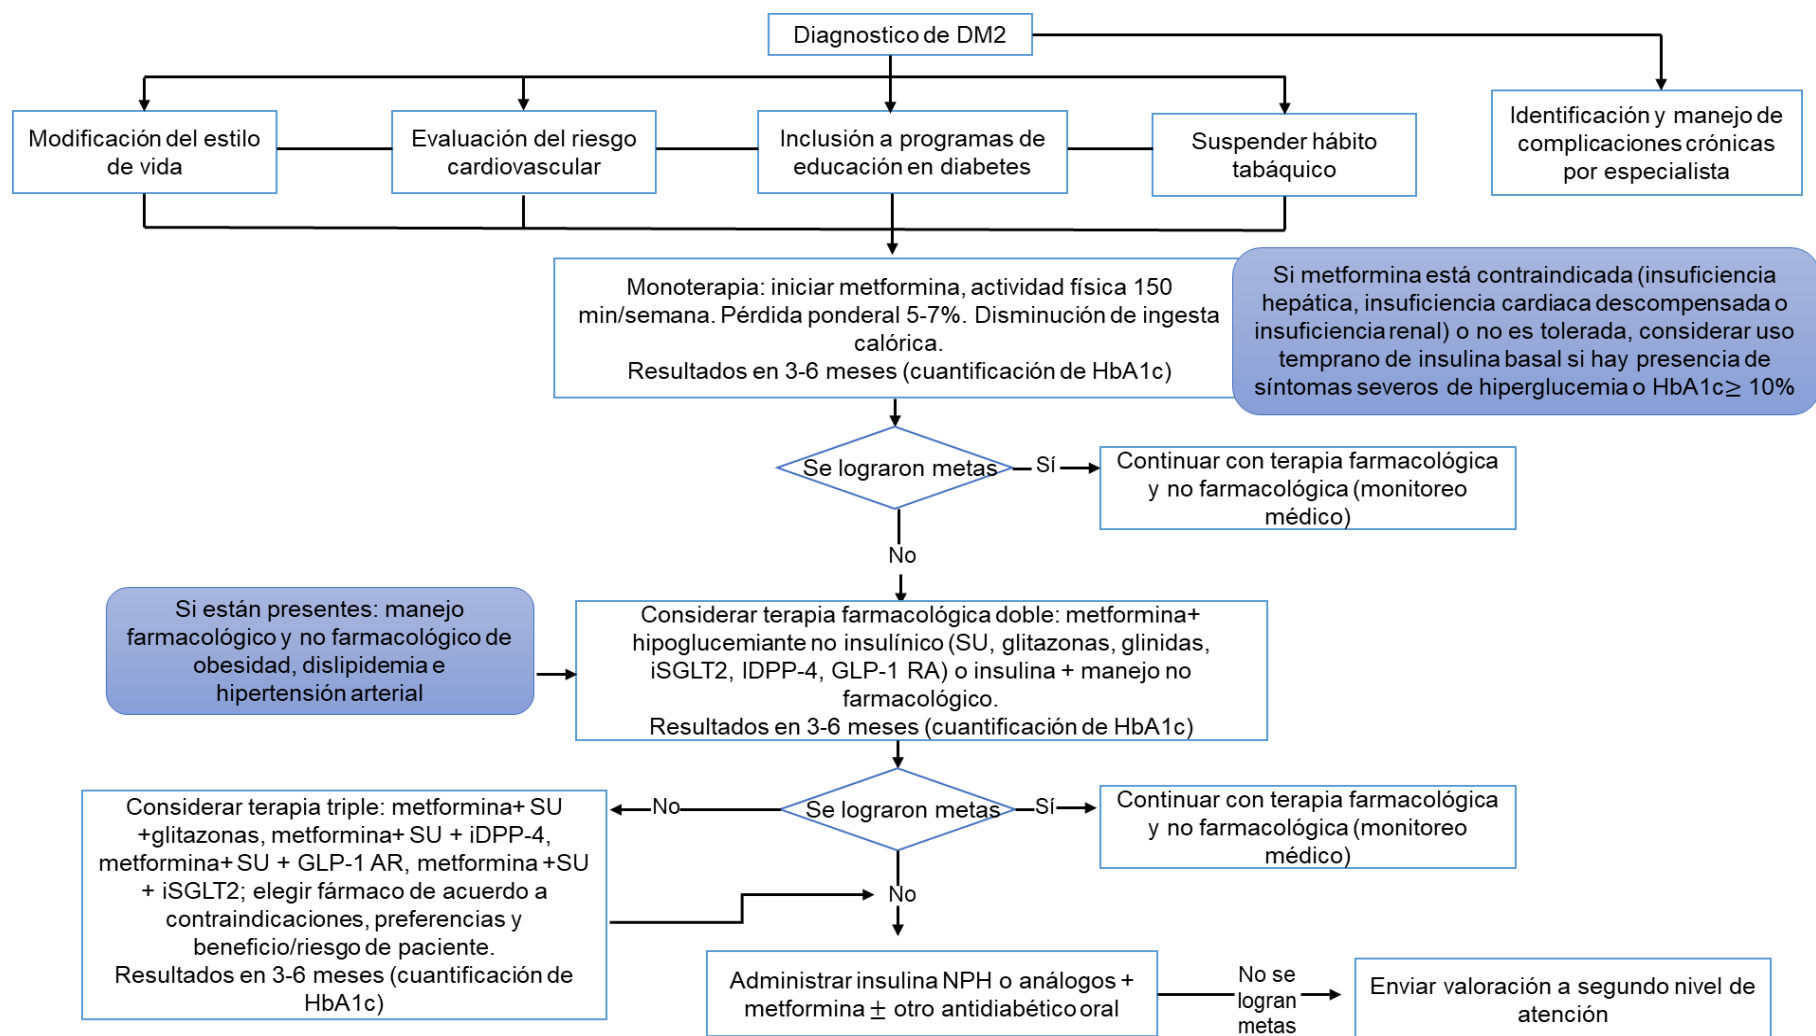 Diagnostico de DM2
Modificación del estilo
de vida
Evaluación del riesgo
cardiovascular
Inclusión a programas de
educación en diabetes
Suspender hábito
tabáquico
Identificación y manejo de
complicaciones crónicas
por especialista
Monoterapia: iniciar metformina, actividad física 150
min/semana. Pérdida ponderal 5-7%. Disminución de ingesta
calórica.
Resultados en 3-6 meses (cuantificación de HbA1c)
Si metformina está contraindicada (insuficiencia
hepática, insuficiencia cardiaca descompensada o
insuficiencia renal) o no es tolerada, considerar uso
temprano de insulina basal si hay presencia de
síntomas severos de hiperglucemia o HbA1c≥ 10%
Se lograron metas
Sí
Continuar con terapia farmacológica
y no farmacológica (monitoreo
médico)
No
Si están presentes: manejo
farmacológico y no farmacológico de
obesidad, dislipidemia e
hipertensión arterial
Considerar terapia farmacológica doble: metformina+
hipoglucemiante no insulínico (SU, glitazonas, glinidas,
iSGLT2, IDPP-4, GLP-1 RA) o insulina + manejo no
farmacológico.
Resultados en 3-6 meses (cuantificación de HbA1c)
Se lograron metas
No
Sí
Continuar con terapia farmacológica
y no farmacológica (monitoreo
médico)
Considerar terapia triple: metformina+ SU
+glitazonas, metformina+ SU + iDPP-4,
metformina+ SU + GLP-1 AR, metformina +SU
+ iSGLT2; elegir fármaco de acuerdo a
contraindicaciones, preferencias y
beneficio/riesgo de paciente.
Resultados en 3-6 meses (cuantificación de
HbA1c)
No
Administrar insulina NPH o análogos +
metformina ± otro antidiabético oral
No se
logran
metas
Enviar valoración a segundo nivel de
atención